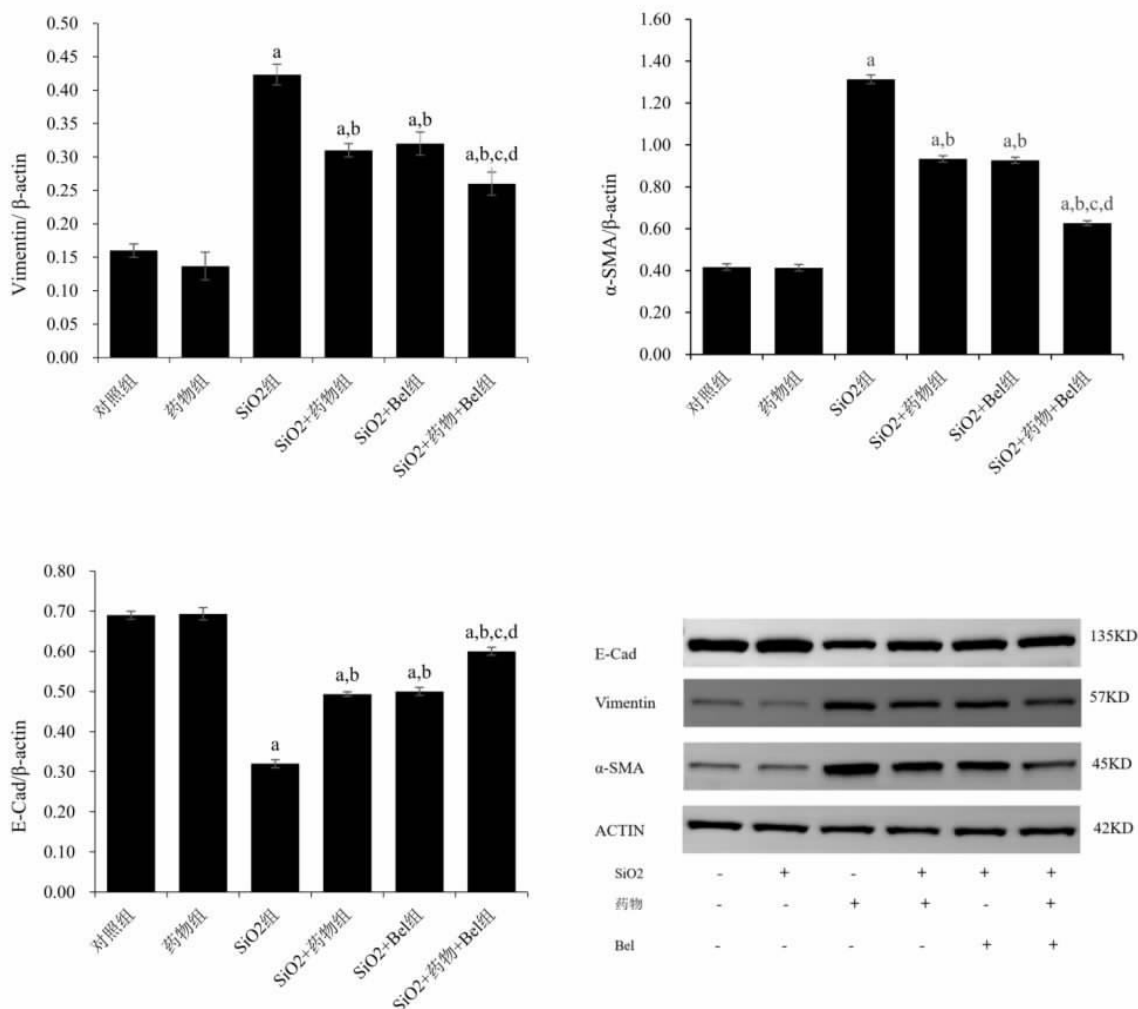 0.50
0.45
0.40
0.35
0.30
0.25
0.20
0.15
0.10
0.05
0.00
Vimentin/ β-actin
a
a,b
a,b
a,b,c,d
对照组
药物组
SiO2组
SiO2+药物组
SiO2+Bel组
SiO2+药物+Bel组
1.60
1.40
1.20
1.00
0.80
0.60
0.40
0.20
0.00
α-SMA/β-actin
a
a,b
a,b
a,b,c,d
对照组
药物组
SiO2组
SiO2+药物组
SiO2+Bel组
SiO2+药物+Bel组
0.80
0.70
0.60
0.50
0.40
0.30
0.20
0.10
0.00
E-Cad/β-actin
a
a,b
a,b
a,b,c,d
对照组
药物组
SiO2组
SiO2+药物组
SiO2+Bel组
SiO2+药物+Bel组
E-Cad 135KD
Vimentin 57KD
α-SMA 45KD
ACTIN 42KD
SiO2 - + - + + +
药物 - - + + - +
Bel - - - - + +